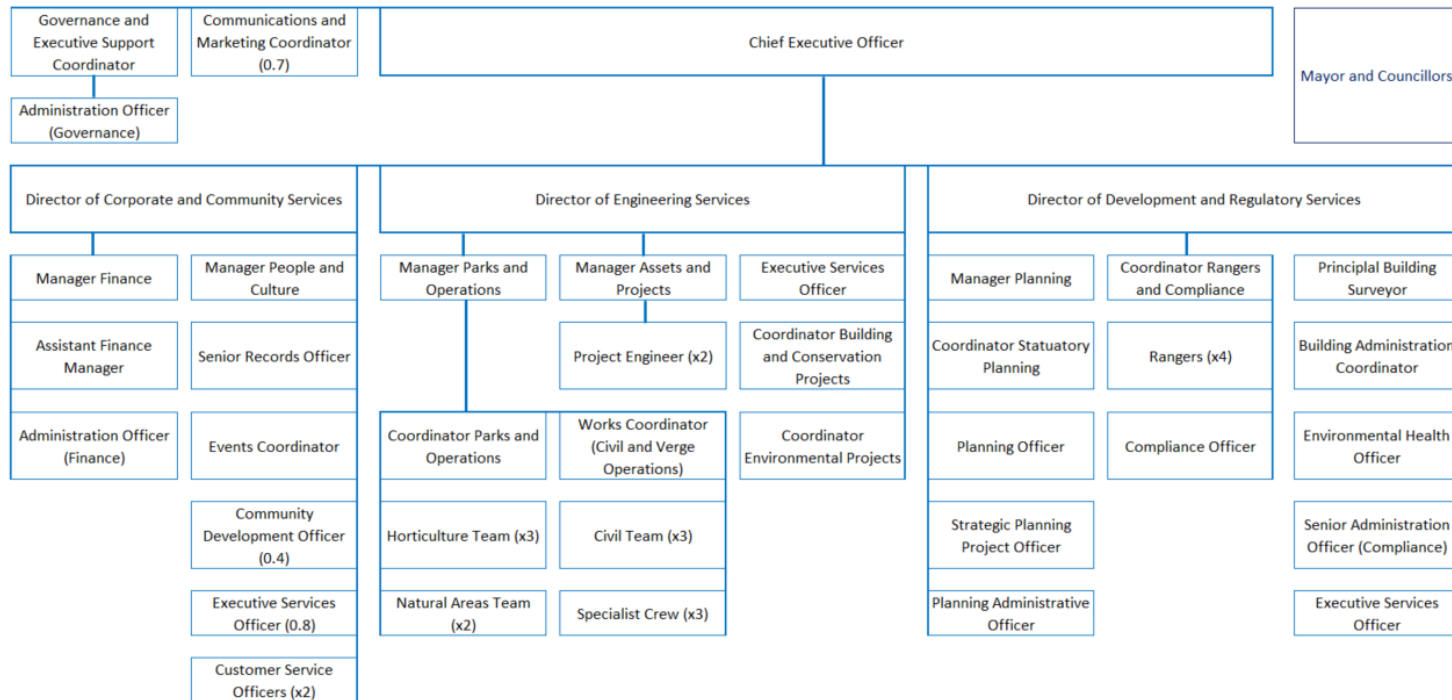 Governance and
Executive Support
Coordinator
Communications and
Marketing Coordinator
(0.7)
Chief Executive Officer
Mayor and Councillors
Administration Officer
(Governance)
Director of Corporate and Community Services
Director of Engineering Services
Director of Development and Regulatory Services
Manager Finance
Manager People and
Culture
Manager Parks and
Operations
Manager Assets and
Projects
Executive Services
Officer
Manager Planning
Coordinator Rangers
and Compliance
Principlal Building
Surveyor
Assistant Finance
Manager
Senior Records Officer
Project Engineer (x2)
Coordinator Building
and Conservation
Projects
Coordinator Statuatory
Planning
Rangers (x4)
Building Administration
Coordinator
Administration Officer
(Finance)
Events Coordinator
Coordinator Parks and
Operations
Works Coordinator
(Civil and Verge
Operations)
Coordinator
Environmental Projects
Planning Officer
Compliance Officer
Environmental Health
Officer
Community
Development Officer
(0.4)
Horticulture Team (x3)
Civil Team (x3)
Strategic Planning
Project Officer
Senior Administration
Officer (Compliance)
Executive Services
Officer (0.8)
Natural Areas Team
(x2)
Specialist Crew (x3)
Planning Administrative
Officer
Executive Services
Officer
Customer Service
Officers (x2)